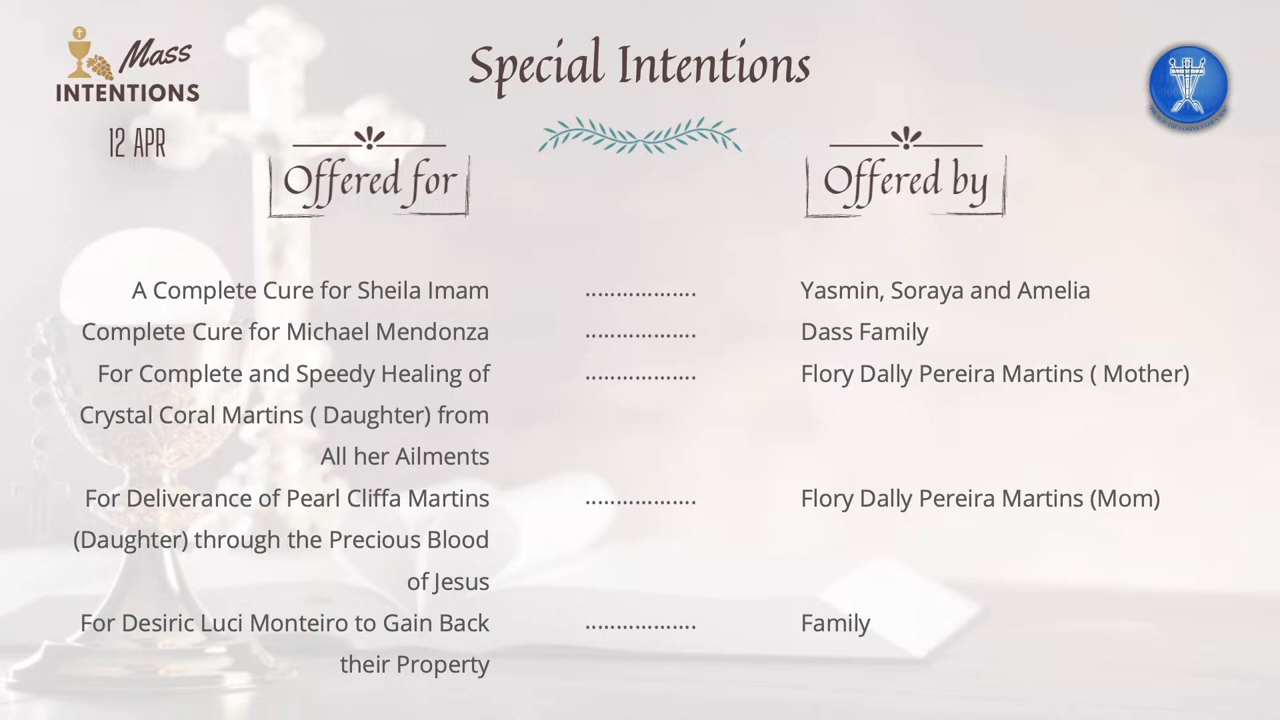 Mass
INTENTIONS
12 APR
Special Intentions
Offered for
Offered by
A Complete Cure for Sheila Imam .................. Yasmin, Soraya and Amelia
Complete Cure for Michael Mendonza .................. Dass Family
For Complete and Speedy Healing of .................. Flory Dally Pereira Martins ( Mother)
Crystal Coral Martins ( Daughter) from
All her Ailments
For Deliverance of Pearl Cliffa Martins .................. Flory Dally Pereira Martins (Mom)
(Daughter) through the Precious Blood
of Jesus
For Desiric Luci Monteiro to Gain Back .................. Family
their Property